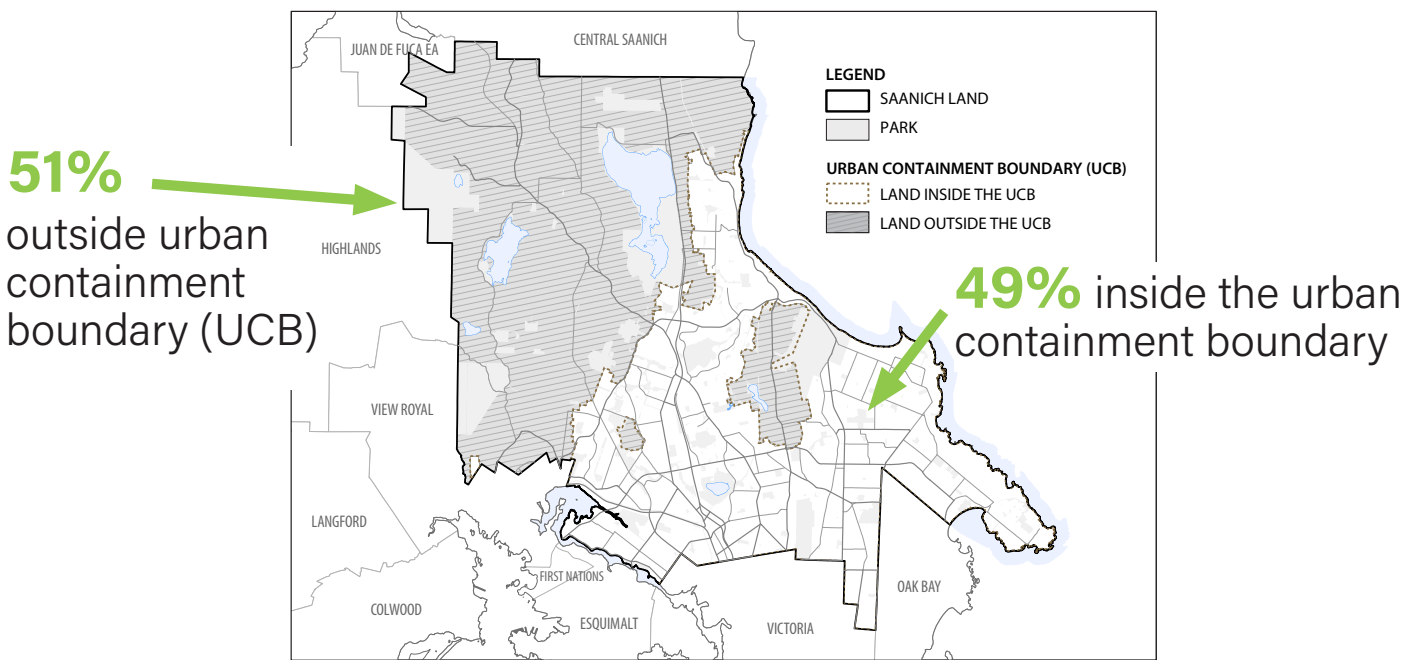 JUAN DE FUCA EA
CENTRAL SAANICH
LEGEND
SAANICH LAND
PARK
URBAN CONTAINMENT BOUNDARY (UCB)
LAND INSIDE THE UCB
LAND OUTSIDE THE UCB
51%
outside urban
containment
boundary (UCB)
HIGHLANDS
49% inside the urban
containment boundary
VIEW ROYAL
LANGFORD
FIRST NATIONS
OAK BAY
COLWOOD
ESQUIMALT
VICTORIA